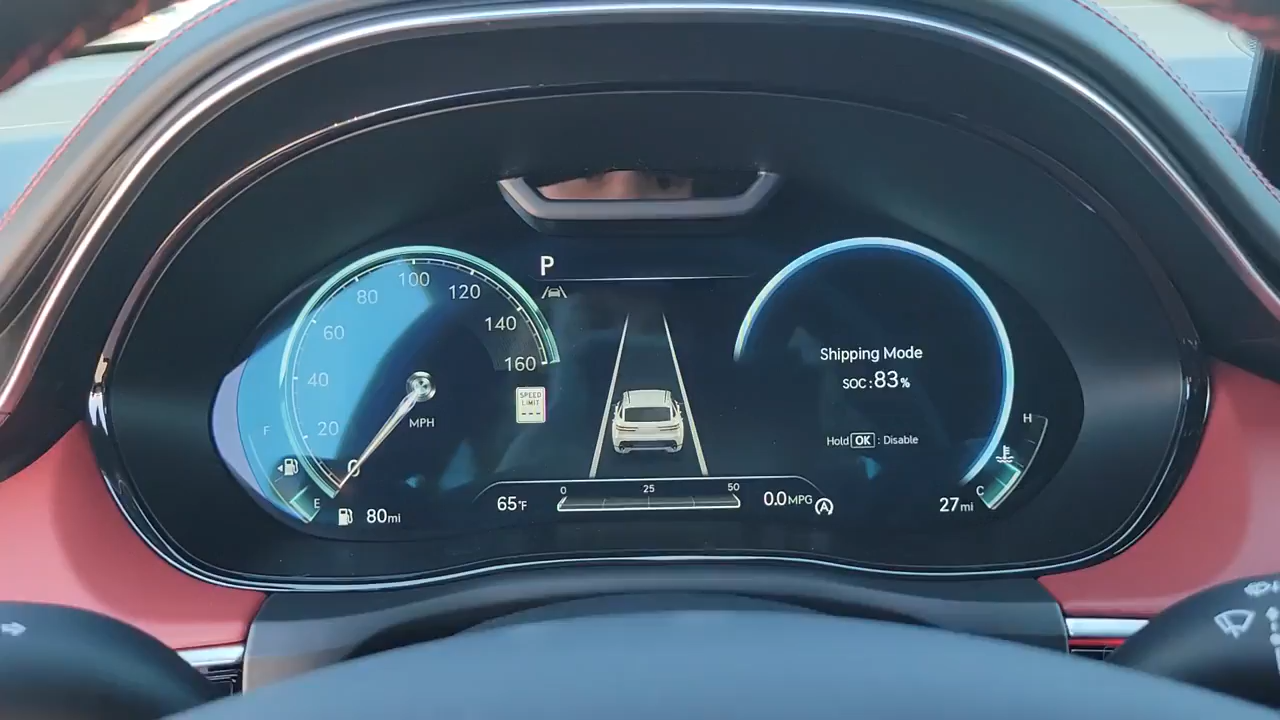 P
100
80
120
60
140
160
40
20
0
MPH
SPEED
LIMIT
---
Shipping Mode
SOC : 83%
Hold OK : Disable
F
E
H
C
80mi
65°F
0
25
50
0.0MPG
A
27mi